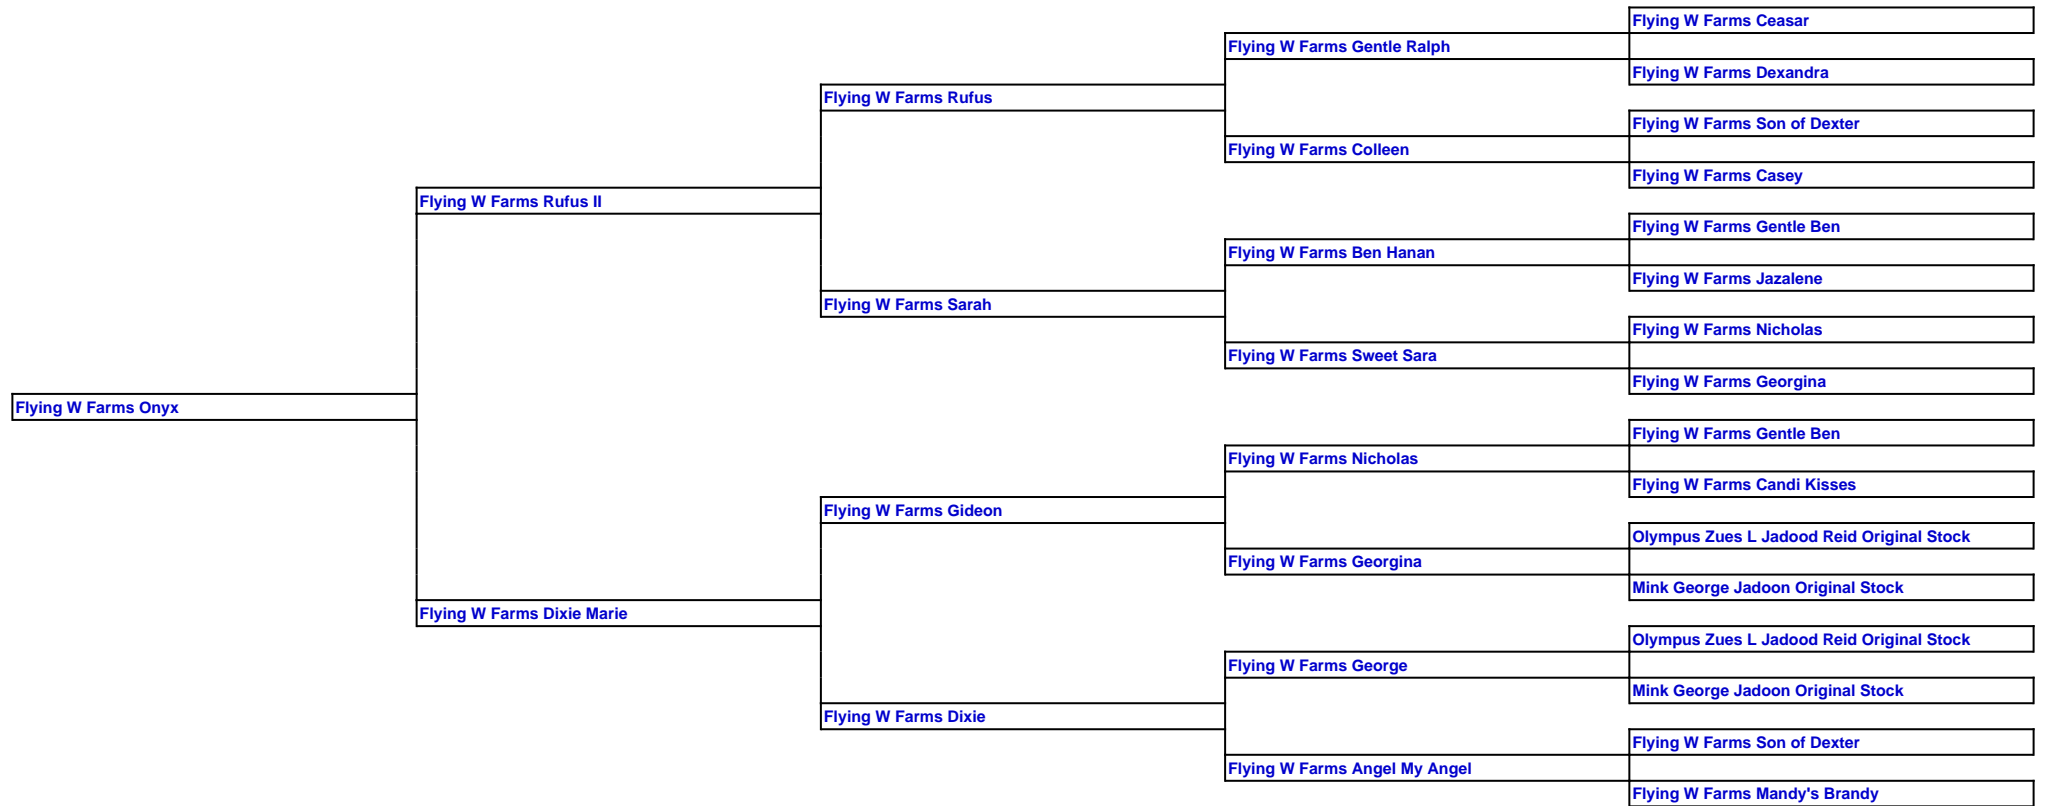 Flying W Farms Ceasar
Flying W Farms Gentle Ralph
Flying W Farms Dexandra
Flying W Farms Rufus
Flying W Farms Son of Dexter
Flying W Farms Colleen
Flying W Farms Casey
Flying W Farms Rufus II
Flying W Farms Gentle Ben
Flying W Farms Ben Hanan
Flying W Farms Jazalene
Flying W Farms Sarah
Flying W Farms Nicholas
Flying W Farms Sweet Sara
Flying W Farms Georgina
Flying W Farms Onyx
Flying W Farms Gentle Ben
Flying W Farms Nicholas
Flying W Farms Candi Kisses
Flying W Farms Gideon
Olympus Zues L Jadood Reid Original Stock
Flying W Farms Georgina
Mink George Jadoon Original Stock
Flying W Farms Dixie Marie
Olympus Zues L Jadood Reid Original Stock
Flying W Farms George
Mink George Jadoon Original Stock
Flying W Farms Dixie
Flying W Farms Son of Dexter
Flying W Farms Angel My Angel
Flying W Farms Mandy's Brandy